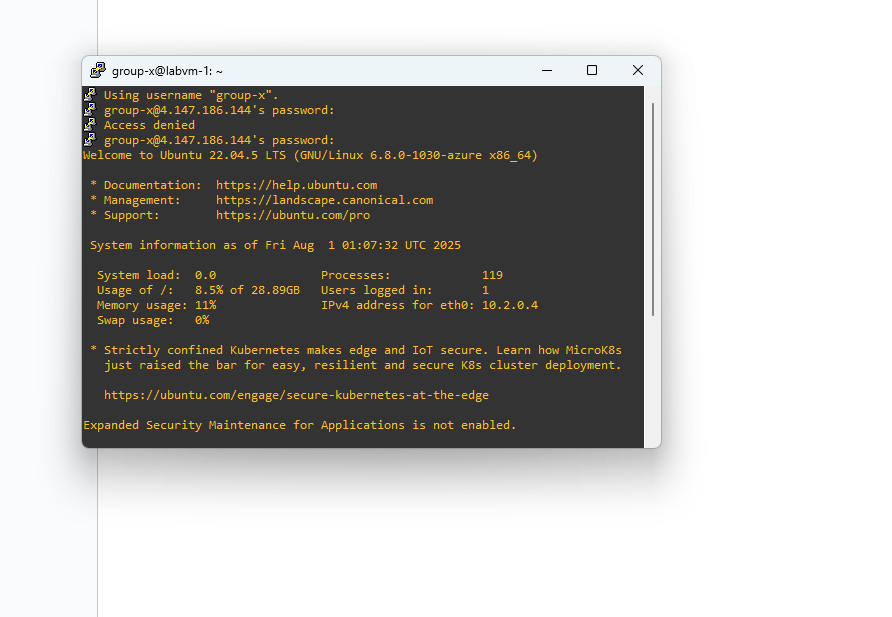 group-x@labvm-1: ~
Using username "group-x".
group-x@4.147.186.144's password:
Access denied
group-x@4.147.186.144's password:
Welcome to Ubuntu 22.04.5 LTS (GNU/Linux 6.8.0-1030-azure x86_64)
* Documentation:  https://help.ubuntu.com
* Management:     https://landscape.canonical.com
* Support:        https://ubuntu.com/pro
System information as of Fri Aug  1 01:07:32 UTC 2025
System load:  0.0               Processes:             119
Usage of /:   8.5% of 28.89GB   Users logged in:       1
Memory usage: 11%               IPv4 address for eth0: 10.2.0.4
Swap usage:   0%
* Strictly confined Kubernetes makes edge and IoT secure. Learn how MicroK8s
just raised the bar for easy, resilient and secure K8s cluster deployment.
https://ubuntu.com/engage/secure-kubernetes-at-the-edge
Expanded Security Maintenance for Applications is not enabled.